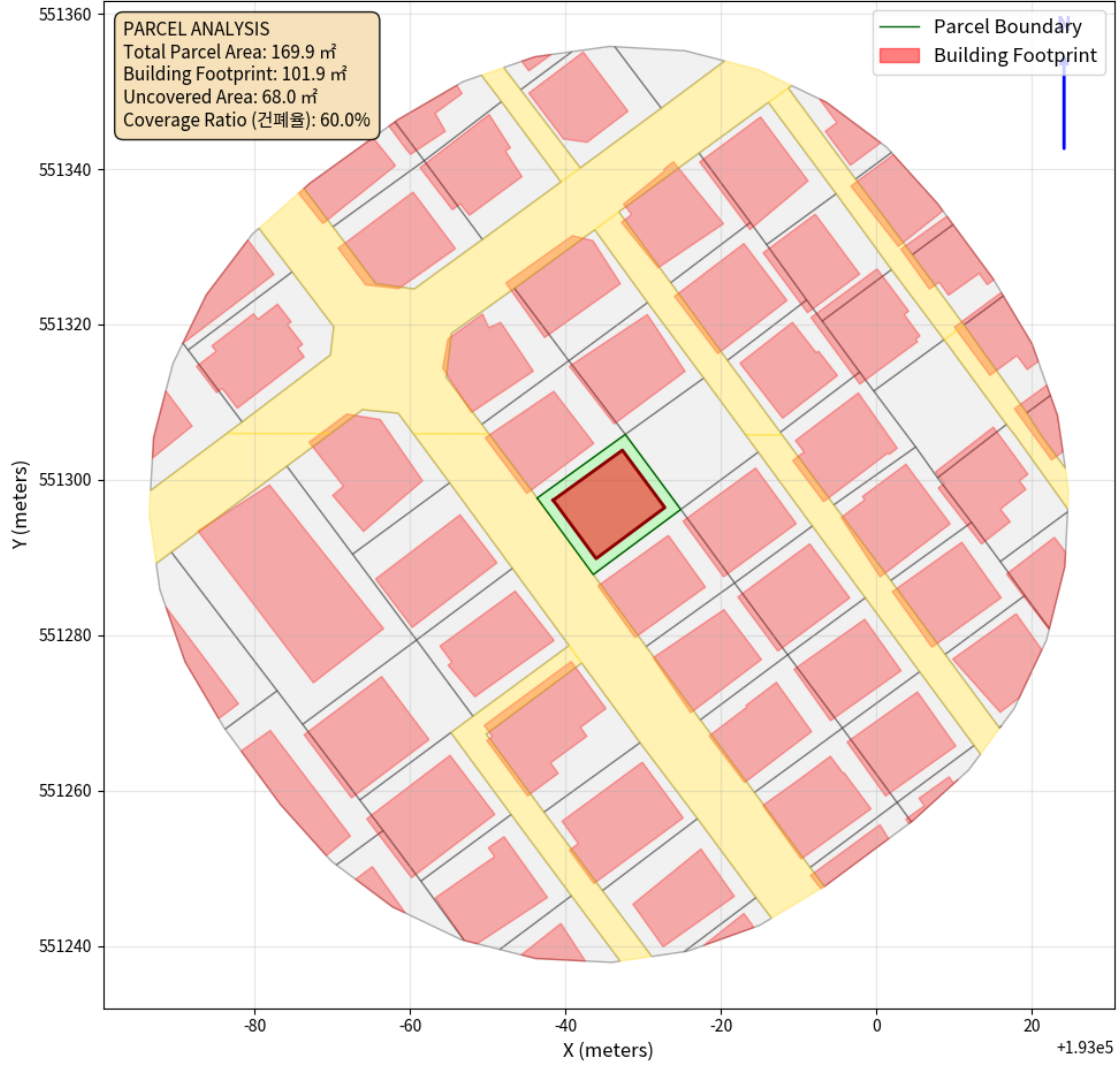 PARCEL ANALYSIS
Total Parcel Area: 169.9 ㎡
Building Footprint: 101.9 ㎡
Uncovered Area: 68.0 ㎡
Coverage Ratio (건폐율): 60.0%
Parcel Boundary
Building Footprint
N
551360
551340
551320
551300
551280
551260
551240
Y (meters)
-80
-60
-40
-20
0
20
+1.93e5
X (meters)